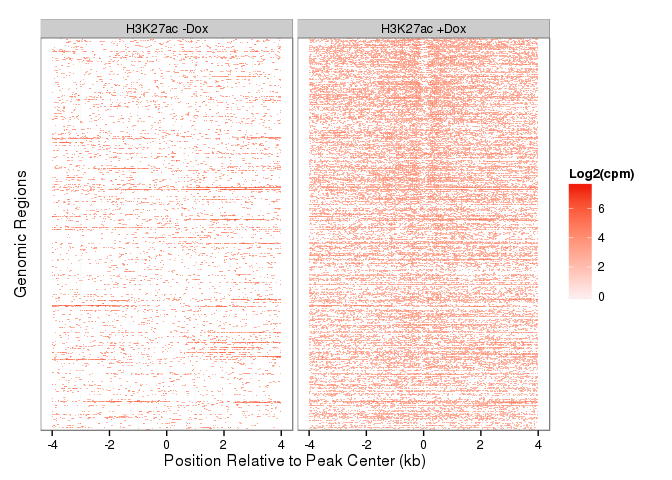 H3K27ac -Dox
H3K27ac +Dox
Genomic Regions
Log2(cpm)
6
4
2
0
-4 -2 0 2 4
-4 -2 0 2 4
Position Relative to Peak Center (kb)